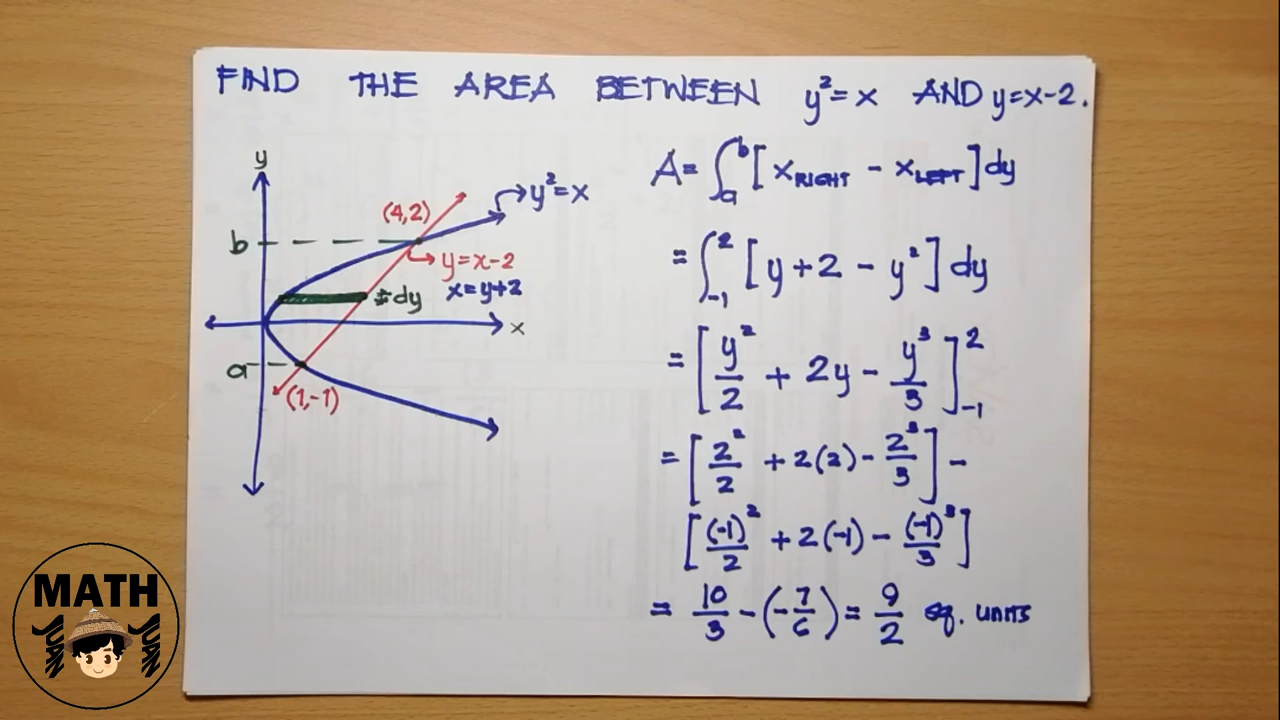 FIND THE AREA BETWEEN y²=x AND y=x-2.
y
(4,2)
y²=x
b
y=x-2
x=y+2
dy
x
a
(1,-1)
A= ∫ₐᵇ [x_RIGHT - x_LEFT]dy
= ∫₋₁² [y+2-y²]dy
= [y²/2 + 2y - y³/3]₋₁²
= [2²/2 + 2(2) - 2³/3] -
[(-1)²/2 + 2(-1) - (-1)³/3]
= 10/3 - (-7/6) = 9/2 sq. UNITS
MATH
YUAN YUAN